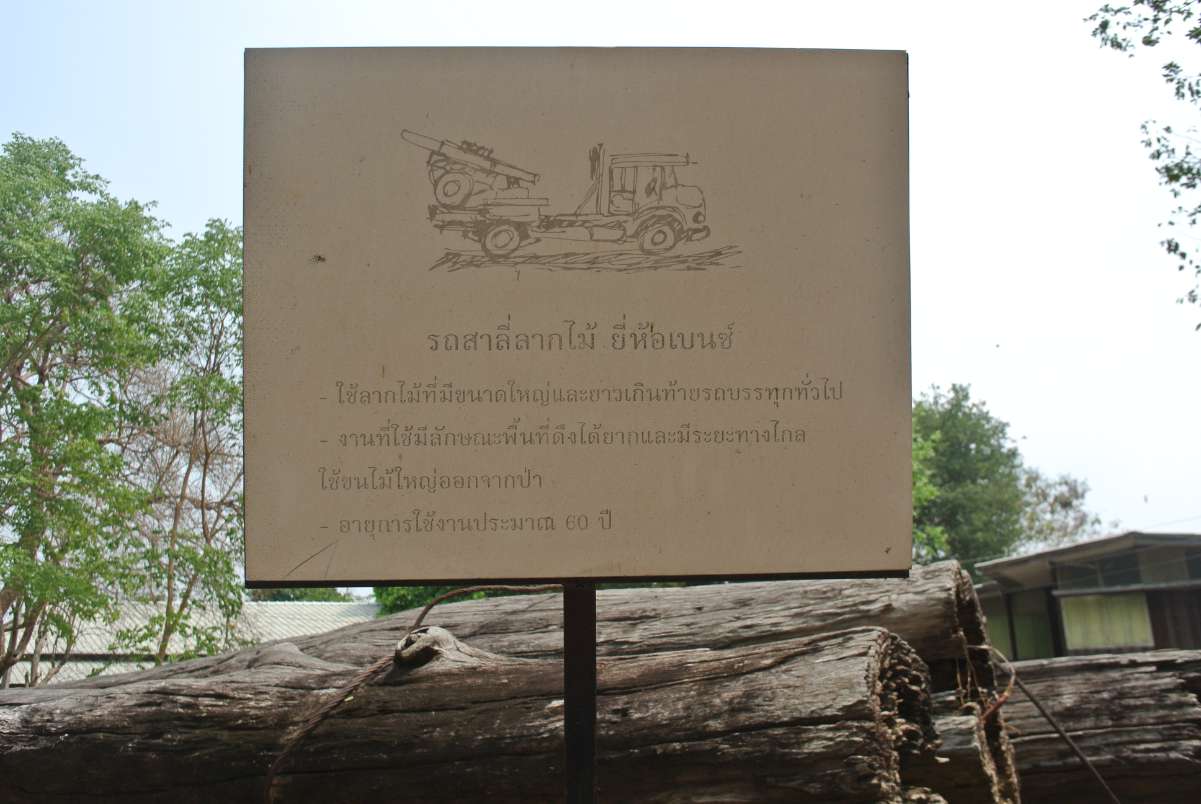 รถสาลี่ลากไม้ ยี่ห้อเบนซ์
- ใช้ลากไม้ที่มีขนาดใหญ่และยาวเกินท้ายรถบรรทุกทั่วไป
- งานที่ใช้มีลักษณะพื้นที่ดึงได้ยากและมีระยะทางไกล
ใช้ขนไม้ใหญ่ออกจากป่า
- อายุการใช้งานประมาณ 60 ปี